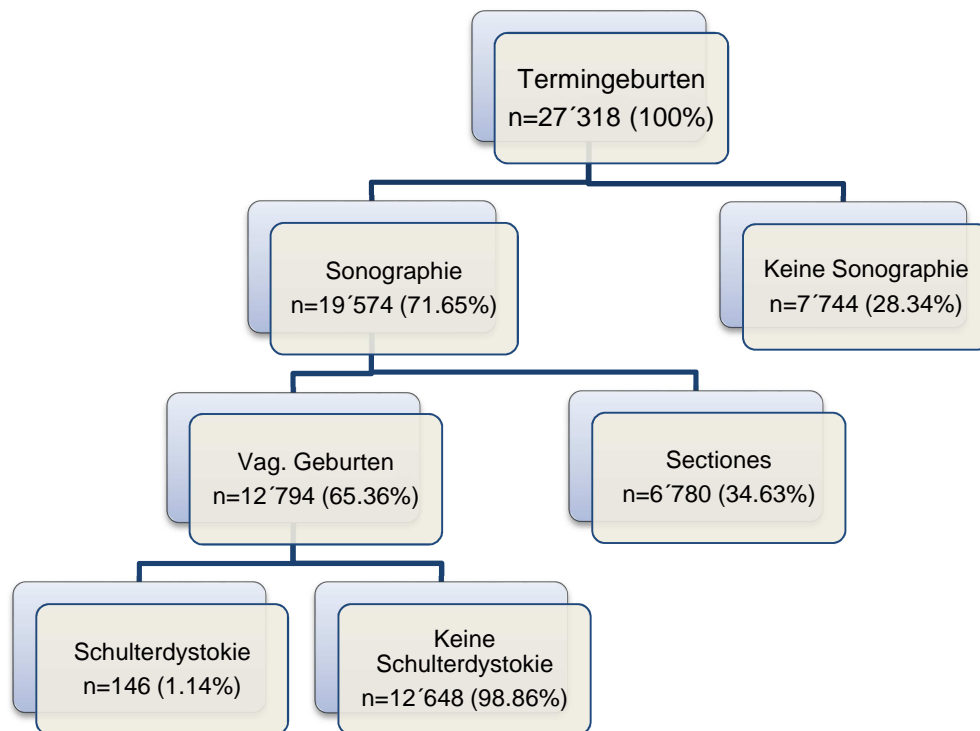 Termingeburten
n=27´318 (100%)
Sonographie
n=19´574 (71.65%)
Keine Sonographie
n=7´744 (28.34%)
Vag. Geburten
n=12´794 (65.36%)
Sectiones
n=6´780 (34.63%)
Schulterdystokie
n=146 (1.14%)
Keine
Schulterdystokie
n=12´648 (98.86%)